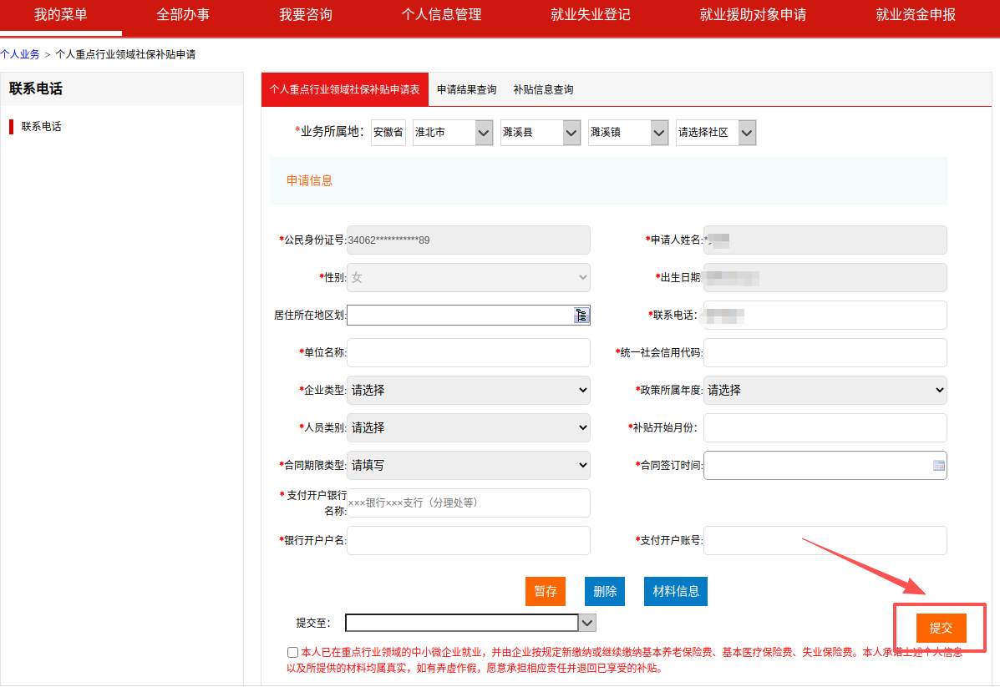 我的菜单 全部办事 我要咨询 个人信息管理 就业失业登记 就业援助对象申请 就业资金申报
个人业务 > 个人重点行业领域社保补贴申请
联系电话
联系电话
个人重点行业领域社保补贴申请表 申请结果查询 补贴信息查询
*业务所属地： 安徽省 淮北市 濉溪县 濉溪镇 请选择社区
申请信息
*公民身份证号: 34062***********89 *申请人姓名: *
*性别: 女 *出生日期
居住所在地区划: *联系电话：
*单位名称: *统一社会信用代码:
*企业类型: 请选择 *政策所属年度: 请选择
*人员类别: 请选择 *补贴开始月份：
*合同期限类型: 请填写 *合同签订时间:
* 支付开户银行
名称: ×××银行×××支行（分理处等）
*银行开户户名: *支付开户账号:
暂存 删除 材料信息
提交至：
提交
本人已在重点行业领域的中小微企业就业，并由企业按规定新缴纳或继续缴纳基本养老保险费、基本医疗保险费、失业保险费。本人承诺上述个人信息
以及所提供的材料均属真实，如有弄虚作假，愿意承担相应责任并退回已享受的补贴。